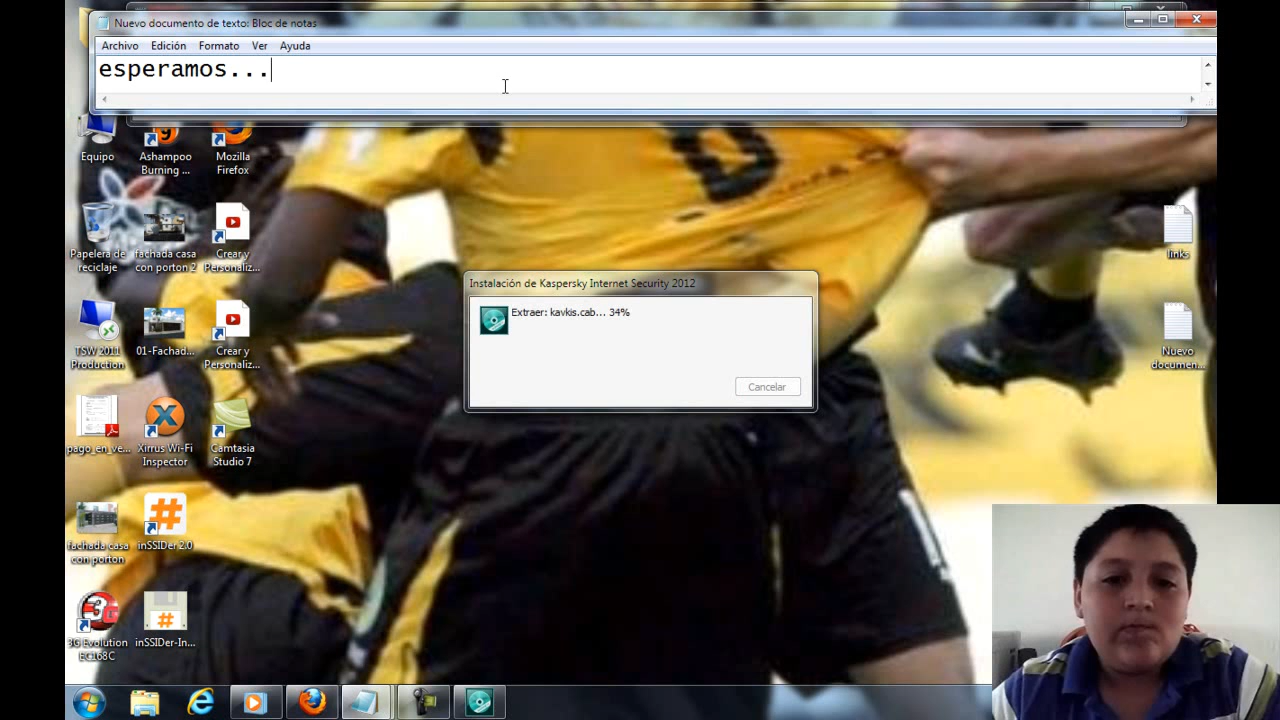 Nuevo documento de texto: Bloc de notas
Archivo Edición Formato Ver Ayuda
esperamos...
Equipo
Ashampoo
Burning ...
Mozilla
Firefox
Papelera de
reciclaje
fachada casa
con porton 2
Crear y
Personaliz...
links
Instalación de Kaspersky Internet Security 2012
Extraer: kavkis.cab... 34%
Cancelar
TSW 2011
Production
01-Fachad...
Crear y
Personaliz...
Nuevo
documen...
pago_en_ve...
Xirrus Wi-Fi
Inspector
Camtasia
Studio 7
fachada casa
con porton
inSSIDer 2.0
3G Evolution
EC168C
inSSIDer-In...